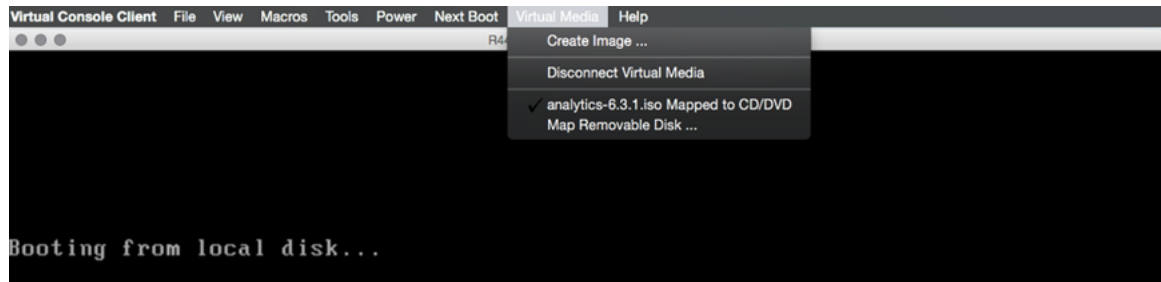 Virtual Console Client File View Macros Tools Power Next Boot Virtual Media Help
R44
Create Image ...
Disconnect Virtual Media
analytics-6.3.1.iso Mapped to CD/DVD
Map Removable Disk ...
Booting from local disk...